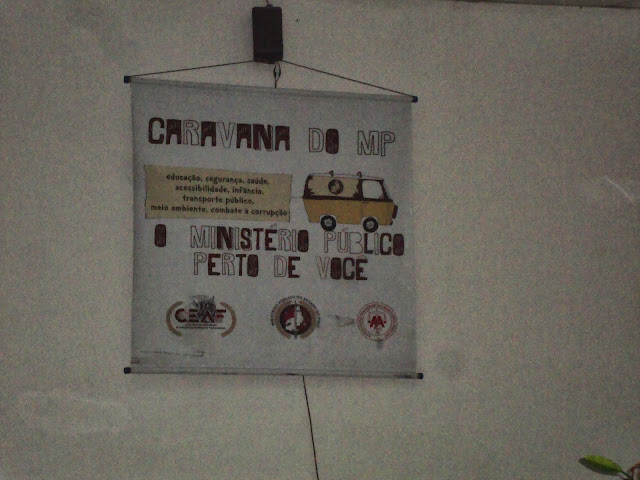 CARAVANA DO MP
educação, segurança, saúde,
acessibilidade, infância,
transporte público,
meio ambiente, combate à corrupção
O MINISTÉRIO PÚBLICO
PERTO DE VOCÊ
CEAF